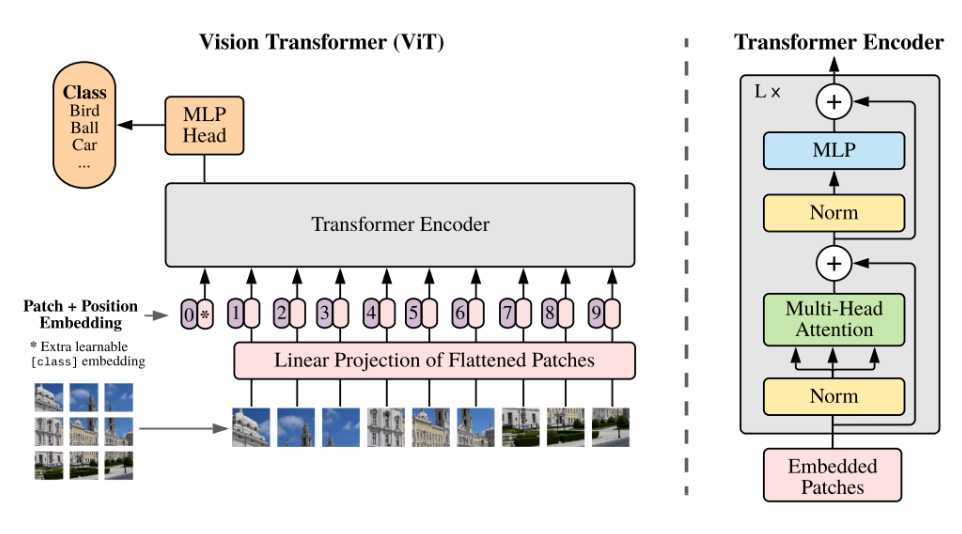 Vision Transformer (ViT)
Class
Bird
Ball
Car
...
MLP
Head
Transformer Encoder
Patch + Position
Embedding
* Extra learnable
[class] embedding
0 * 1 2 3 4 5 6 7 8 9
Linear Projection of Flattened Patches
Transformer Encoder
L x
+
MLP
Norm
+
Multi-Head
Attention
Norm
Embedded
Patches